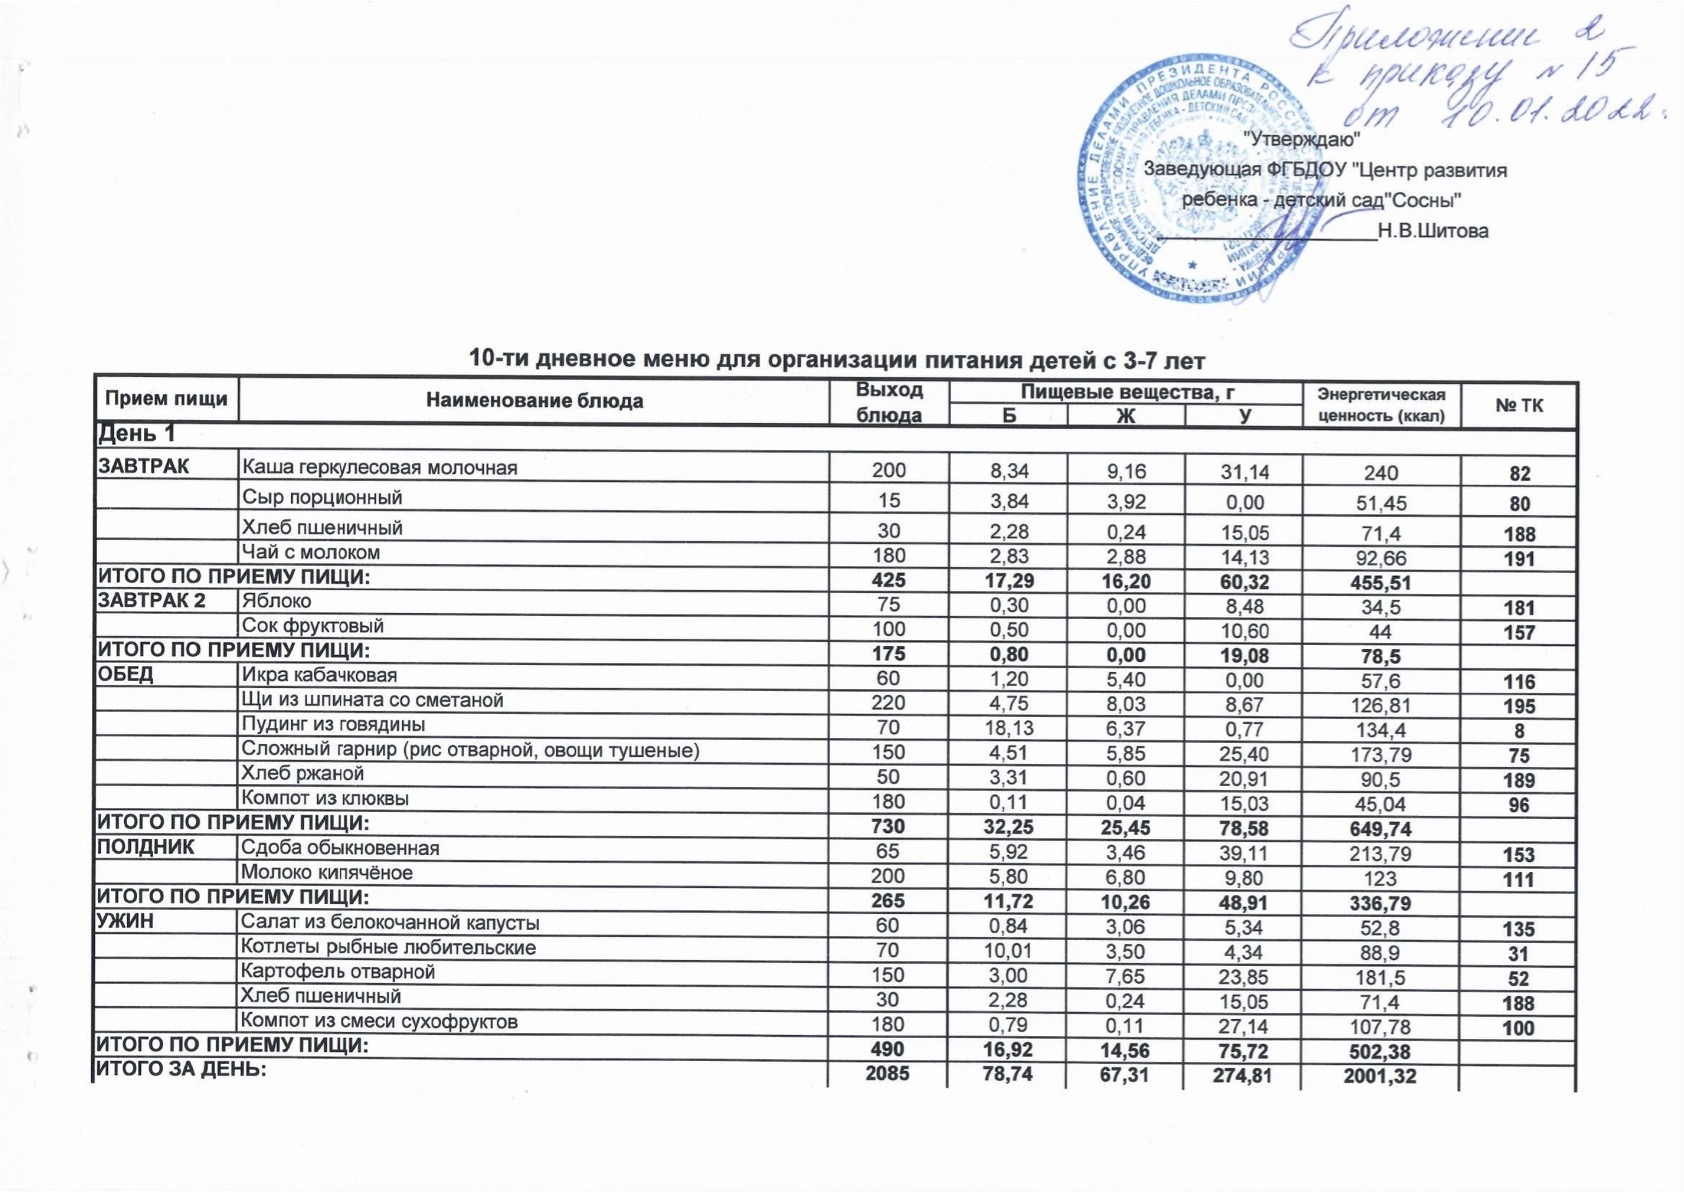 Приложение 2
к приказу №15
от 10.01.2022г.
"Утверждаю"
Заведующая ФГБДОУ "Центр развития
ребенка - детский сад"Сосны"
Н.В.Шитова
10-ти дневное меню для организации питания детей с 3-7 лет
Прием пищи Наименование блюда Выход блюда Пищевые вещества, г Энергетическая ценность (ккал) № ТК
Б Ж У
День 1
ЗАВТРАК Каша геркулесовая молочная 200 8,34 9,16 31,14 240 82
Сыр порционный 15 3,84 3,92 0,00 51,45 80
Хлеб пшеничный 30 2,28 0,24 15,05 71,4 188
Чай с молоком 180 2,83 2,88 14,13 92,66 191
ИТОГО ПО ПРИЕМУ ПИЩИ: 425 17,29 16,20 60,32 455,51
ЗАВТРАК 2 Яблоко 75 0,30 0,00 8,48 34,5 181
Сок фруктовый 100 0,50 0,00 10,60 44 157
ИТОГО ПО ПРИЕМУ ПИЩИ: 175 0,80 0,00 19,08 78,5
ОБЕД Икра кабачковая 60 1,20 5,40 0,00 57,6 116
Щи из шпината со сметаной 220 4,75 8,03 8,67 126,81 195
Пудинг из говядины 70 18,13 6,37 0,77 134,4 8
Сложный гарнир (рис отварной, овощи тушеные) 150 4,51 5,85 25,40 173,79 75
Хлеб ржаной 50 3,31 0,60 20,91 90,5 189
Компот из клюквы 180 0,11 0,04 15,03 45,04 96
ИТОГО ПО ПРИЕМУ ПИЩИ: 730 32,25 25,45 78,58 649,74
ПОЛДНИК Сдоба обыкновенная 65 5,92 3,46 39,11 213,79 153
Молоко кипячёное 200 5,80 6,80 9,80 123 111
ИТОГО ПО ПРИЕМУ ПИЩИ: 265 11,72 10,26 48,91 336,79
УЖИН Салат из белокочанной капусты 60 0,84 3,06 5,34 52,8 135
Котлеты рыбные любительские 70 10,01 3,50 4,34 88,9 31
Картофель отварной 150 3,00 7,65 23,85 181,5 52
Хлеб пшеничный 30 2,28 0,24 15,05 71,4 188
Компот из смеси сухофруктов 180 0,79 0,11 27,14 107,78 100
ИТОГО ПО ПРИЕМУ ПИЩИ: 490 16,92 14,56 75,72 502,38
ИТОГО ЗА ДЕНЬ: 2085 78,74 67,31 274,81 2001,32